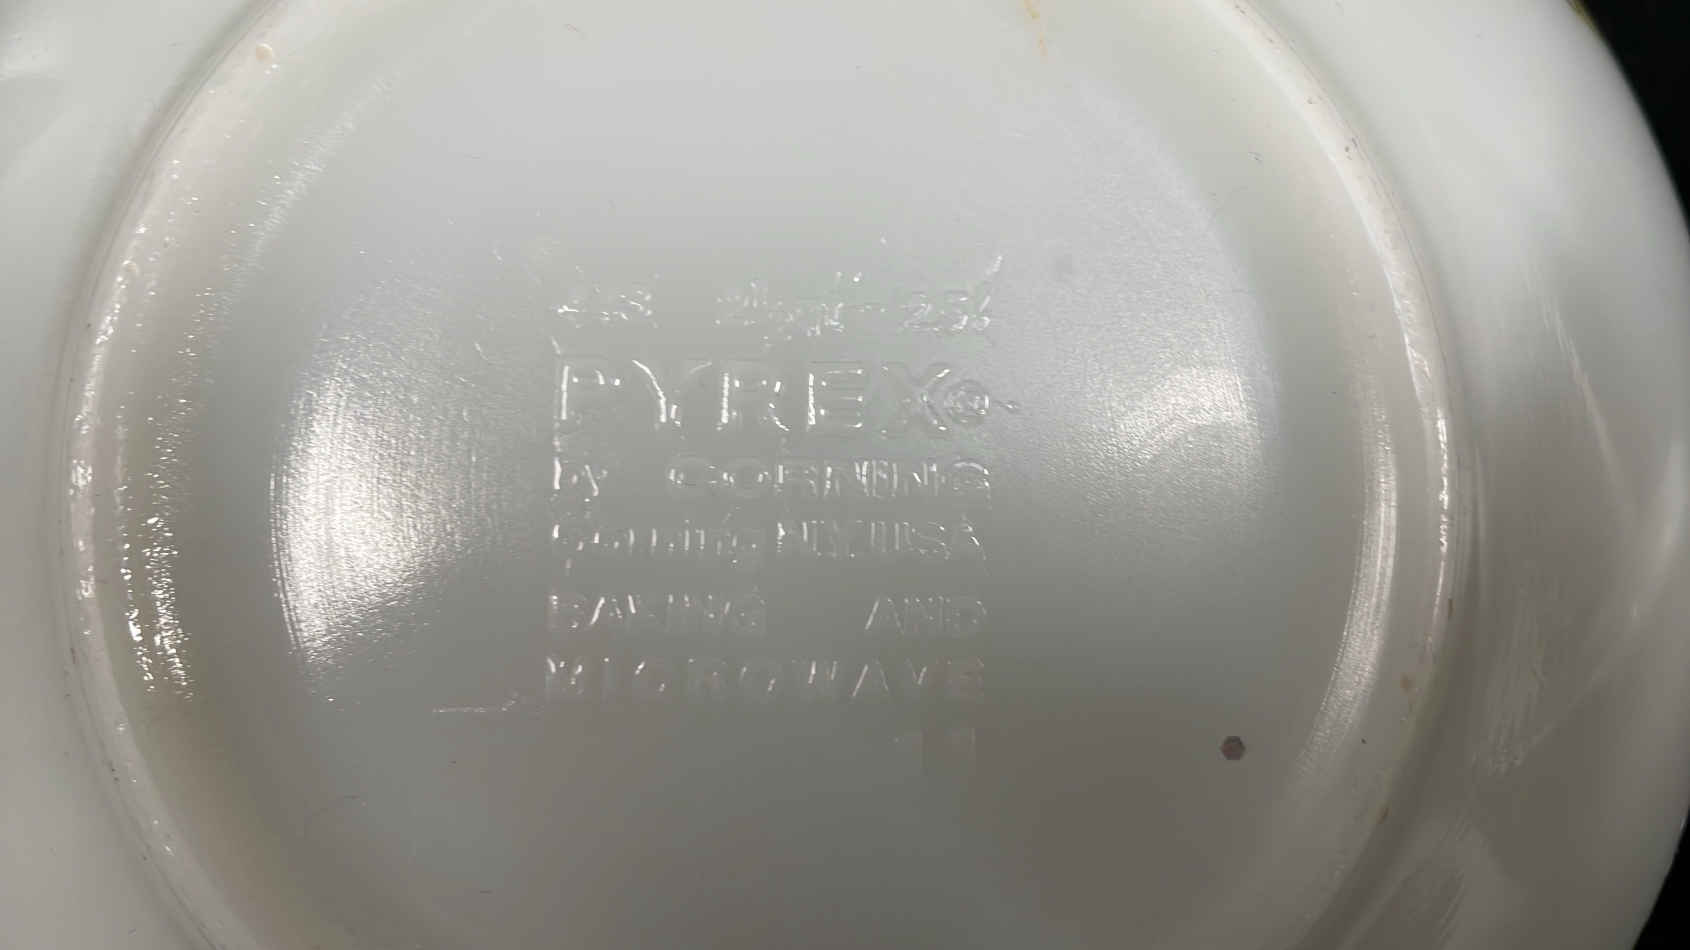 PYREX®
by CORNING
Corning NY USA
BAKING AND
MICROWAVE